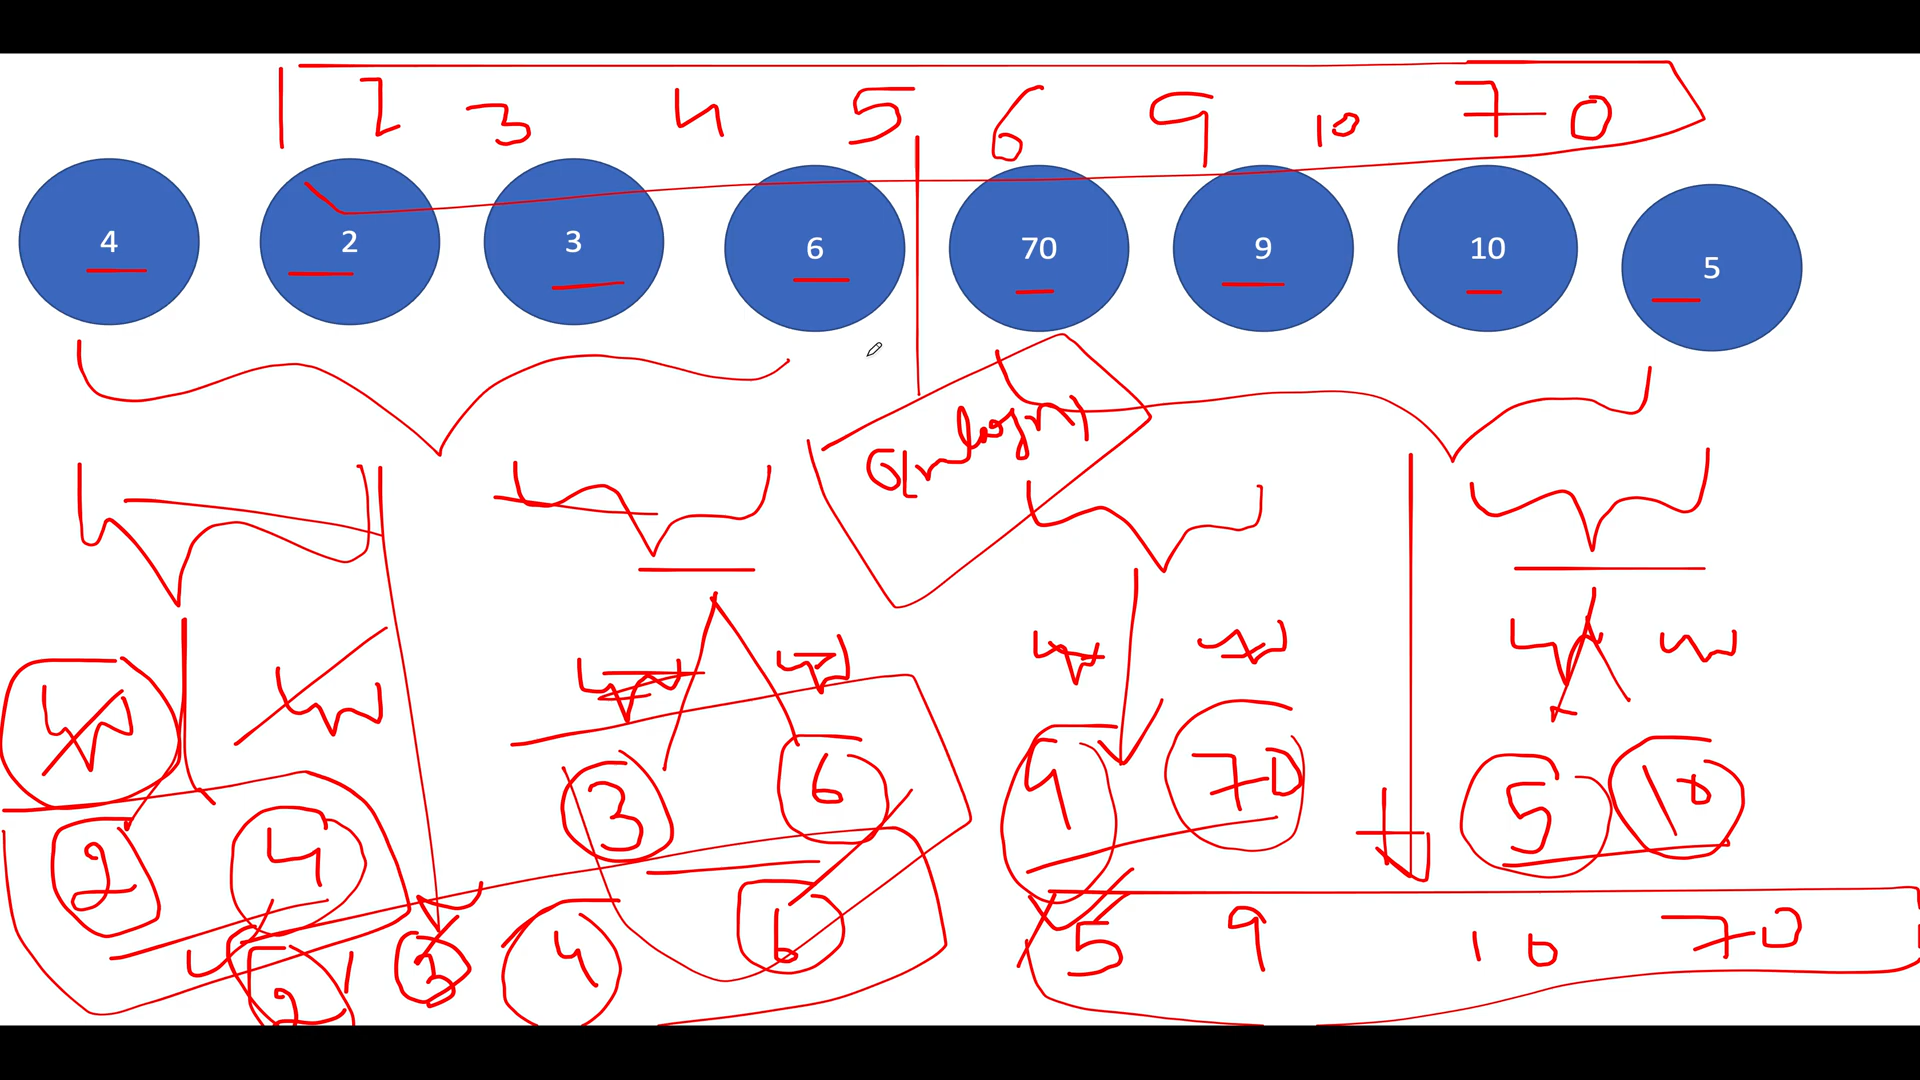 2 3 4 5 6 9 10 70
4 2 3 6 70 9 10 5
O(nlogn)
3 6 9 70 5 10
2 4
2 3 4 6 5 9 10 70